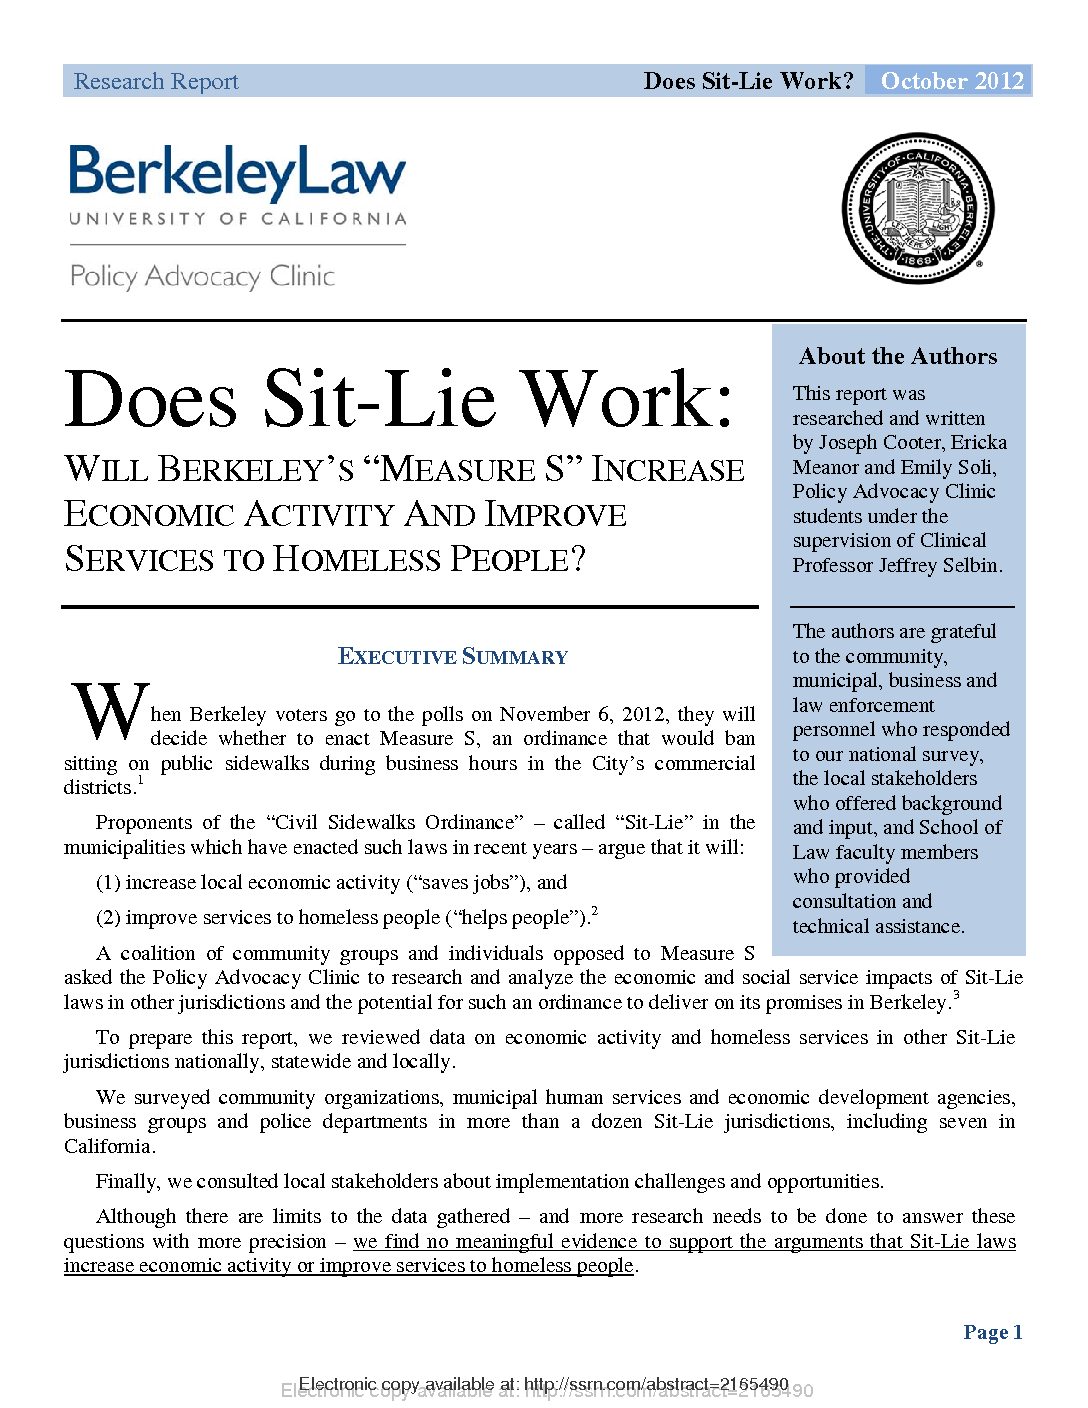 Research Report
Does Sit-Lie Work?
October 2012
BerkeleyLaw
UNIVERSITY OF CALIFORNIA
Policy Advocacy Clinic
THE·UNIVERSITY·OF·CALIFORNIA·BERKELEY·
LET THERE BE LIGHT
1868
®
Does Sit-Lie Work:
WILL BERKELEY’S “MEASURE S” INCREASE
ECONOMIC ACTIVITY AND IMPROVE
SERVICES TO HOMELESS PEOPLE?
About the Authors
This report was
researched and written
by Joseph Cooter, Ericka
Meanor and Emily Soli,
Policy Advocacy Clinic
students under the
supervision of Clinical
Professor Jeffrey Selbin.
The authors are grateful
to the community,
municipal, business and
law enforcement
personnel who responded
to our national survey,
the local stakeholders
who offered background
and input, and School of
Law faculty members
who provided
consultation and
technical assistance.
EXECUTIVE SUMMARY
When Berkeley voters go to the polls on November 6, 2012, they will
decide whether to enact Measure S, an ordinance that would ban
sitting on public sidewalks during business hours in the City’s commercial
districts.1
Proponents of the “Civil Sidewalks Ordinance” – called “Sit-Lie” in the
municipalities which have enacted such laws in recent years – argue that it will:
(1) increase local economic activity (“saves jobs”), and
(2) improve services to homeless people (“helps people”).2
A coalition of community groups and individuals opposed to Measure S
asked the Policy Advocacy Clinic to research and analyze the economic and social service impacts of Sit-Lie
laws in other jurisdictions and the potential for such an ordinance to deliver on its promises in Berkeley.3
To prepare this report, we reviewed data on economic activity and homeless services in other Sit-Lie
jurisdictions nationally, statewide and locally.
We surveyed community organizations, municipal human services and economic development agencies,
business groups and police departments in more than a dozen Sit-Lie jurisdictions, including seven in
California.
Finally, we consulted local stakeholders about implementation challenges and opportunities.
Although there are limits to the data gathered – and more research needs to be done to answer these
questions with more precision – we find no meaningful evidence to support the arguments that Sit-Lie laws
increase economic activity or improve services to homeless people.
Page 1
Electronic copy available at: http://ssrn.com/abstract=2165490
Electronic copy available at: http://ssrn.com/abstract=2165490